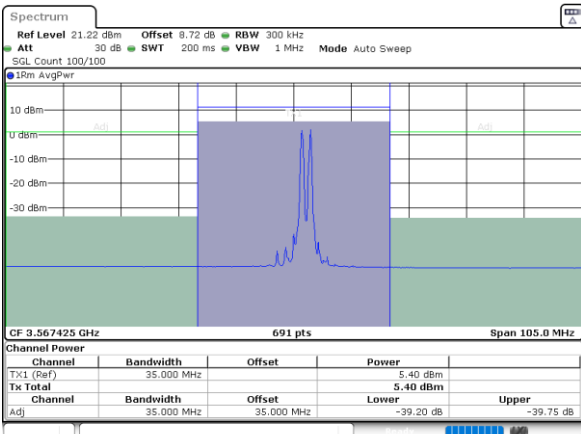 Spectrum
Ref Level 21.22 dBm Offset 8.72 dB RBW 300 kHz
Att 30 dB SWT 200 ms VBW 1 MHz Mode Auto Sweep
SGL Count 100/100
1Rm AvgPwr
10 dBm
Adj Adj
0 dBm
-10 dBm
-20 dBm
-30 dBm
CF 3.567425 GHz 691 pts Span 105.0 MHz
Channel Power
Channel Bandwidth Offset Power
TX1 (Ref) 35.000 MHz 5.40 dBm
Tx Total 5.40 dBm
Channel Bandwidth Offset Lower Upper
Adj 35.000 MHz 35.000 MHz -39.20 dB -39.75 dB